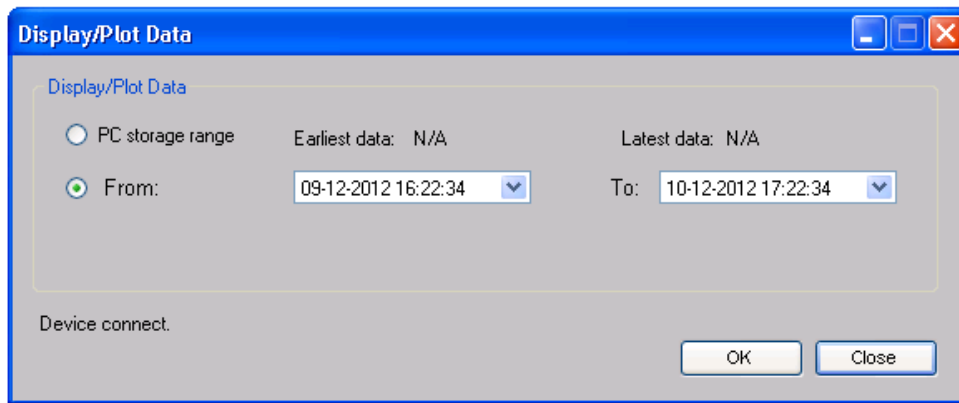 Display/Plot Data
Display/Plot Data
PC storage range Earliest data: N/A Latest data: N/A
From: 09-12-2012 16:22:34 To: 10-12-2012 17:22:34
Device connect.
OK Close